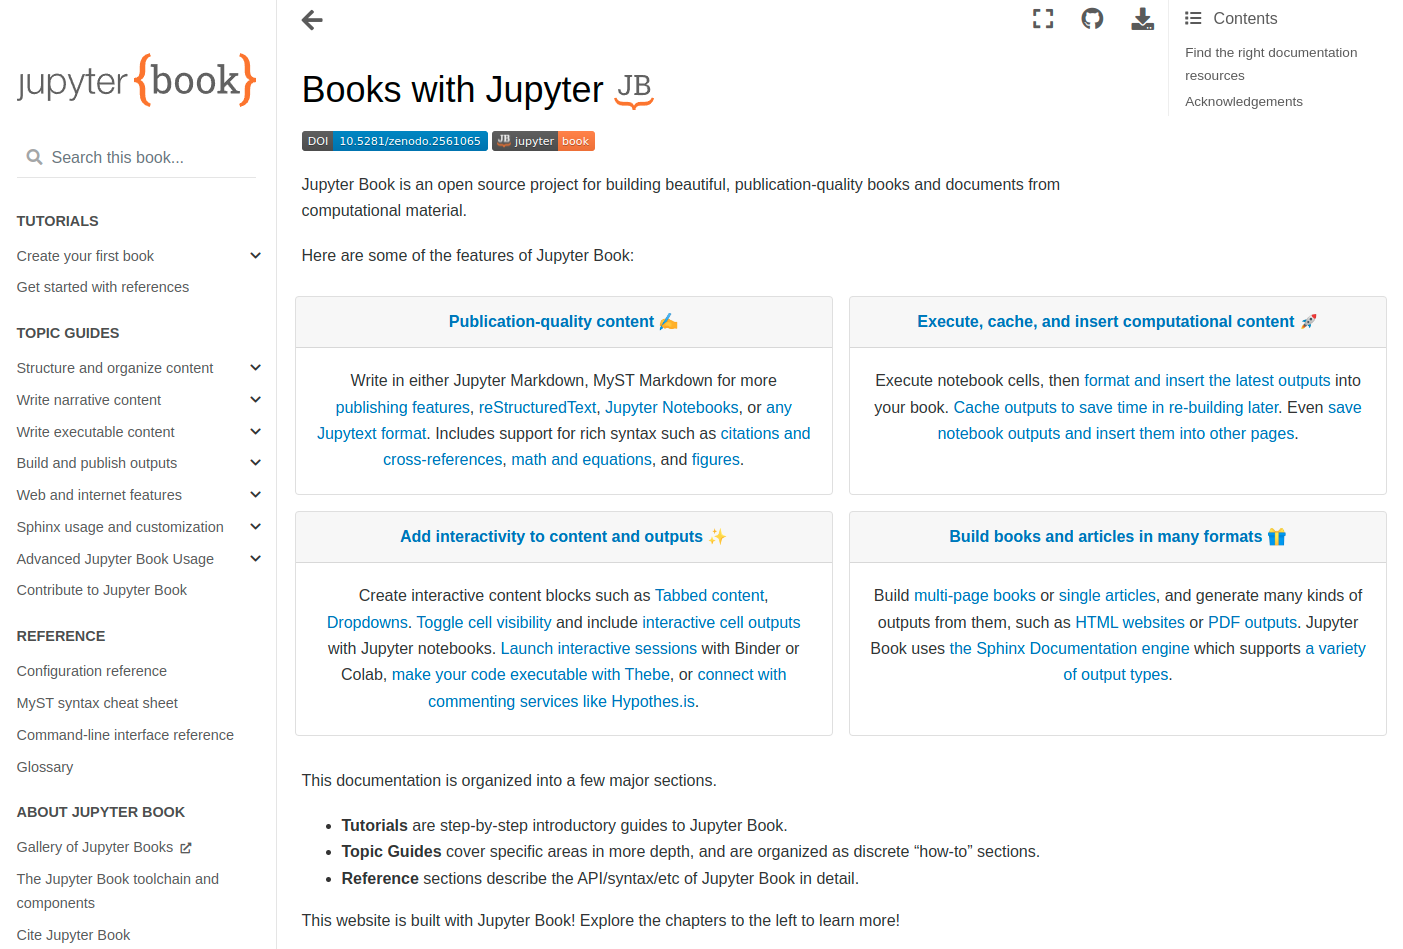 jupyter {book}
Search this book...
TUTORIALS
Create your first book
Get started with references
TOPIC GUIDES
Structure and organize content
Write narrative content
Write executable content
Build and publish outputs
Web and internet features
Sphinx usage and customization
Advanced Jupyter Book Usage
Contribute to Jupyter Book
REFERENCE
Configuration reference
MyST syntax cheat sheet
Command-line interface reference
Glossary
ABOUT JUPYTER BOOK
Gallery of Jupyter Books
The Jupyter Book toolchain and
components
Cite Jupyter Book
Books with Jupyter JB
DOI 10.5281/zenodo.2561065 JB jupyter book
Jupyter Book is an open source project for building beautiful, publication-quality books and documents from
computational material.
Here are some of the features of Jupyter Book:
Publication-quality content ✍
Write in either Jupyter Markdown, MyST Markdown for more
publishing features, reStructuredText, Jupyter Notebooks, or any
Jupytext format. Includes support for rich syntax such as citations and
cross-references, math and equations, and figures.
Execute, cache, and insert computational content 🚀
Execute notebook cells, then format and insert the latest outputs into
your book. Cache outputs to save time in re-building later. Even save
notebook outputs and insert them into other pages.
Add interactivity to content and outputs ✨
Create interactive content blocks such as Tabbed content,
Dropdowns. Toggle cell visibility and include interactive cell outputs
with Jupyter notebooks. Launch interactive sessions with Binder or
Colab, make your code executable with Thebe, or connect with
commenting services like Hypothes.is.
Build books and articles in many formats 🎁
Build multi-page books or single articles, and generate many kinds of
outputs from them, such as HTML websites or PDF outputs. Jupyter
Book uses the Sphinx Documentation engine which supports a variety
of output types.
This documentation is organized into a few major sections.
• Tutorials are step-by-step introductory guides to Jupyter Book.
• Topic Guides cover specific areas in more depth, and are organized as discrete “how-to” sections.
• Reference sections describe the API/syntax/etc of Jupyter Book in detail.
This website is built with Jupyter Book! Explore the chapters to the left to learn more!
Contents
Find the right documentation
resources
Acknowledgements